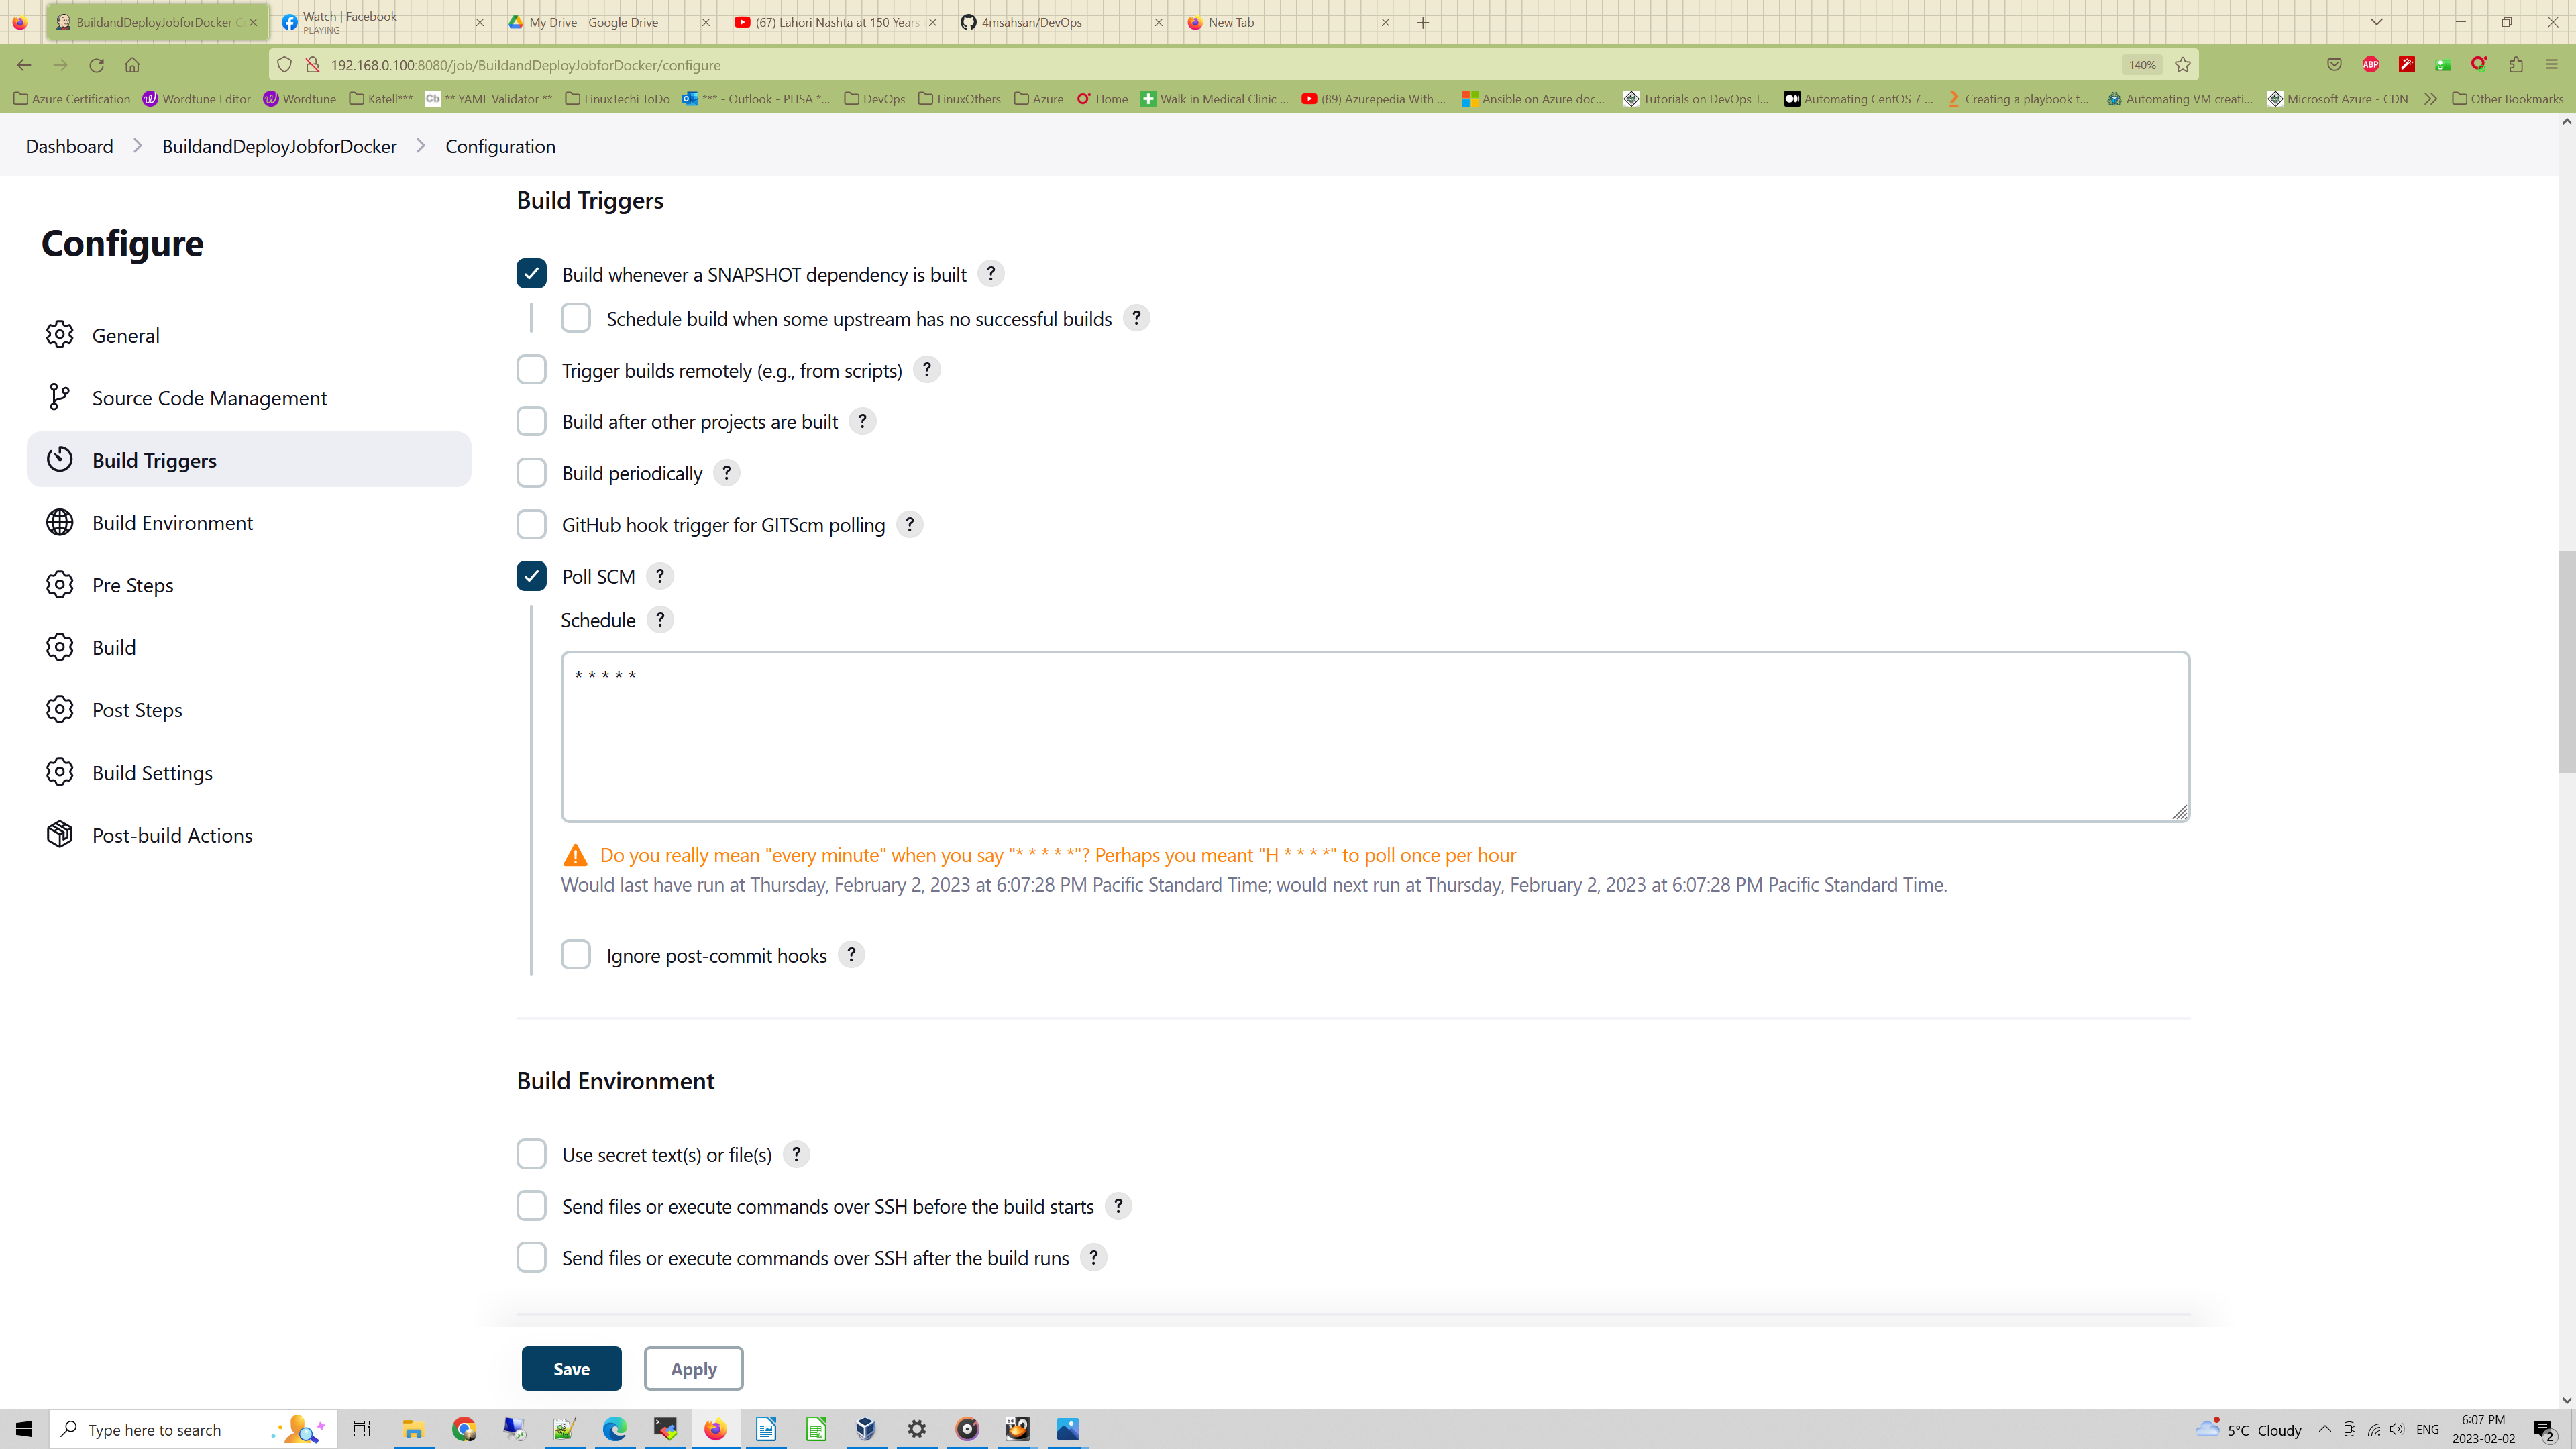 BuildandDeployJobforDocker C
Watch | Facebook
PLAYING
My Drive - Google Drive
(67) Lahori Nashta at 150 Years
4msahsan/DevOps
New Tab
192.168.0.100:8080/job/BuildandDeployJobforDocker/configure
140%
Azure Certification
Wordtune Editor
Wordtune
Katell***
** YAML Validator **
LinuxTechi ToDo
*** - Outlook - PHSA *...
DevOps
LinuxOthers
Azure
Home
Walk in Medical Clinic ...
(89) Azurepedia With ...
Ansible on Azure doc...
Tutorials on DevOps T...
Automating CentOS 7 ...
Creating a playbook t...
Automating VM creati...
Microsoft Azure - CDN
Other Bookmarks
Dashboard > BuildandDeployJobforDocker > Configuration
Configure
General
Source Code Management
Build Triggers
Build Environment
Pre Steps
Build
Post Steps
Build Settings
Post-build Actions
Build Triggers
Build whenever a SNAPSHOT dependency is built ?
Schedule build when some upstream has no successful builds ?
Trigger builds remotely (e.g., from scripts) ?
Build after other projects are built ?
Build periodically ?
GitHub hook trigger for GITScm polling ?
Poll SCM ?
Schedule ?
* * * * *
Do you really mean "every minute" when you say "* * * * *"? Perhaps you meant "H * * * *" to poll once per hour
Would last have run at Thursday, February 2, 2023 at 6:07:28 PM Pacific Standard Time; would next run at Thursday, February 2, 2023 at 6:07:28 PM Pacific Standard Time.
Ignore post-commit hooks ?
Build Environment
Use secret text(s) or file(s) ?
Send files or execute commands over SSH before the build starts ?
Send files or execute commands over SSH after the build runs ?
Save
Apply
Type here to search
5°C Cloudy
ENG
6:07 PM
2023-02-02
2